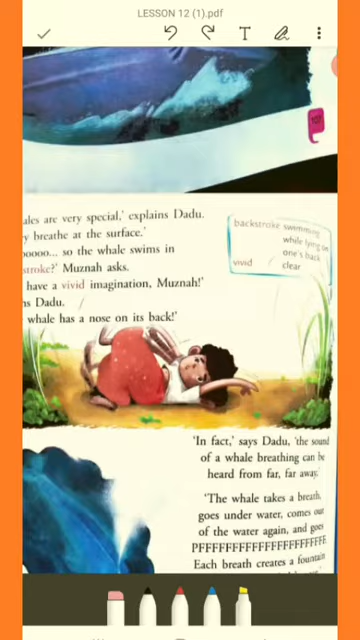 LESSON 12 (1).pdf
T
107
ales are very special,' explains Dadu.
y breathe at the surface.'
ooooo... so the whale swims in
stroke?' Muznah asks.
have a vivid imagination, Muznah!'
ns Dadu.
whale has a nose on its back!'
backstroke swimming
while lying on
one's back
vivid clear
'In fact,' says Dadu, 'the sound
of a whale breathing can be
heard from far, far away.'
'The whale takes a breath,
goes under water, comes out
of the water again, and goes
PFFFFFFFFFFFFFFFFFFFFF
Each breath creates a fountain